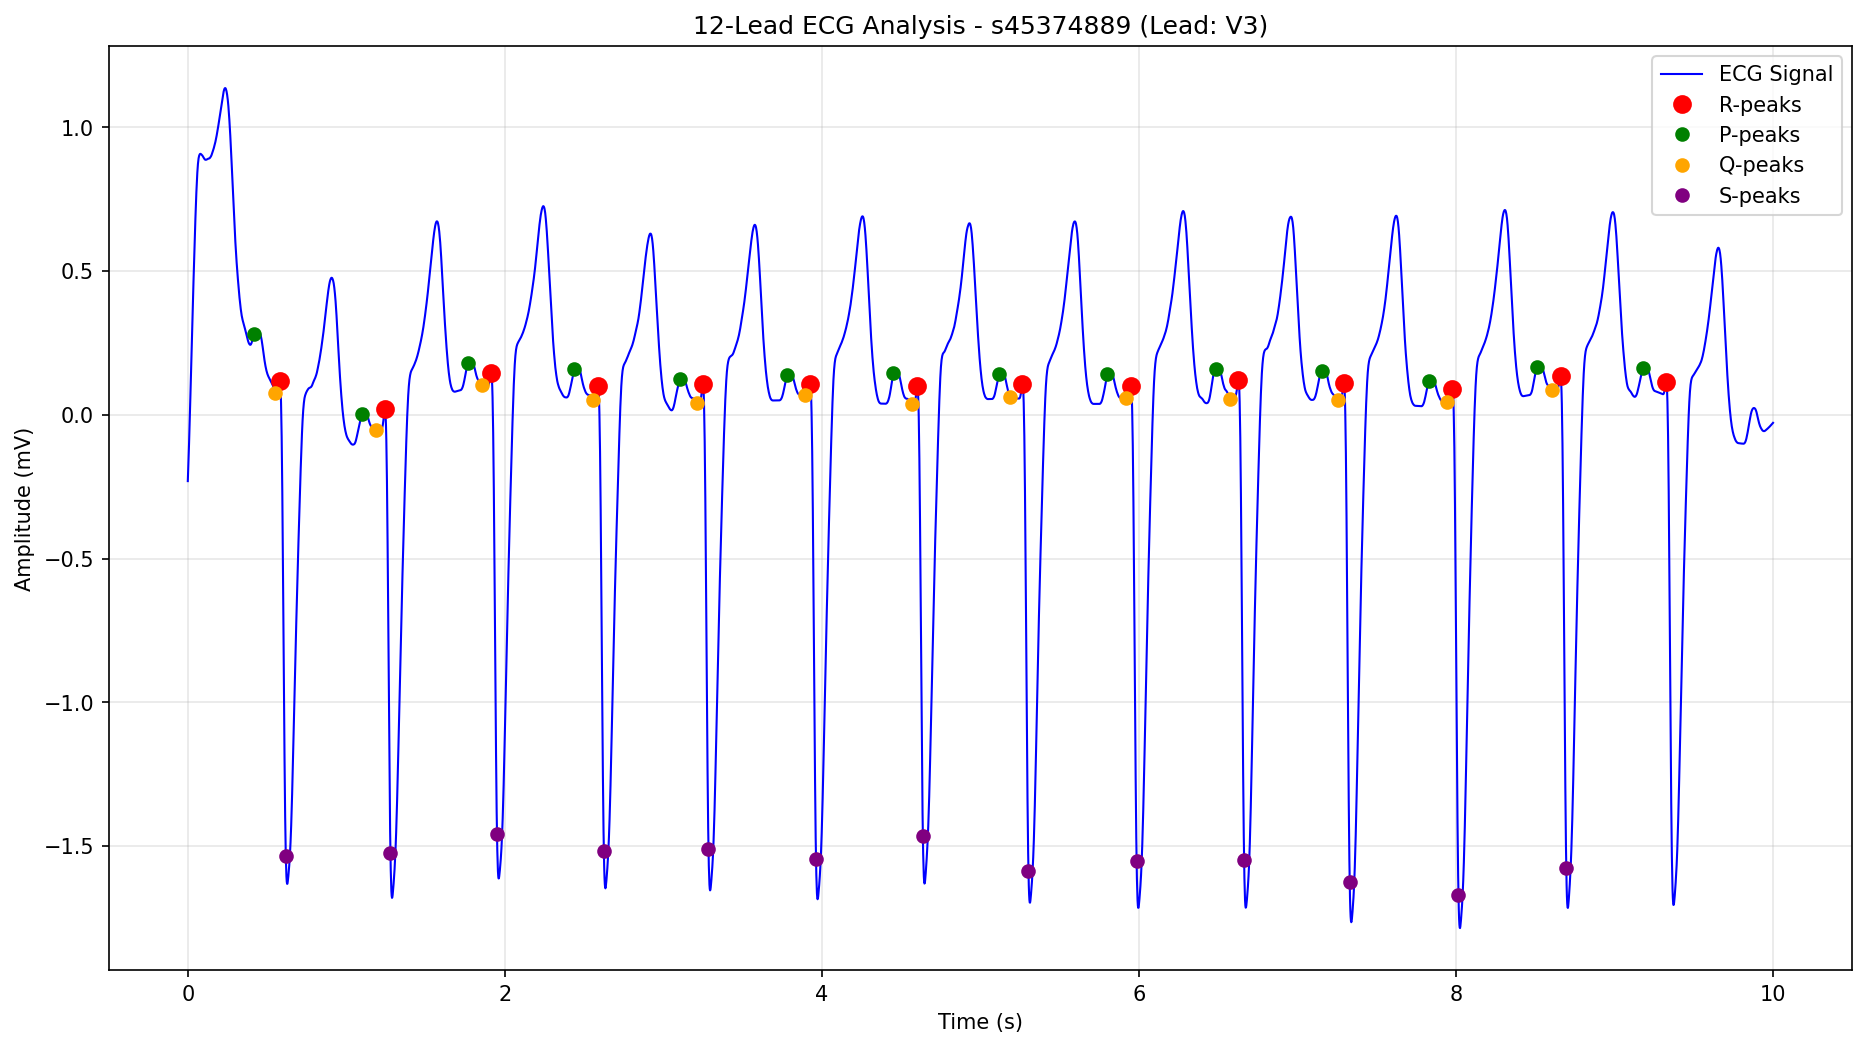 12-Lead ECG Analysis - s45374889 (Lead: V3)
ECG Signal
R-peaks
P-peaks
Q-peaks
S-peaks
Amplitude (mV)
1.0
0.5
0.0
−0.5
−1.0
−1.5
0 2 4 6 8 10
Time (s)